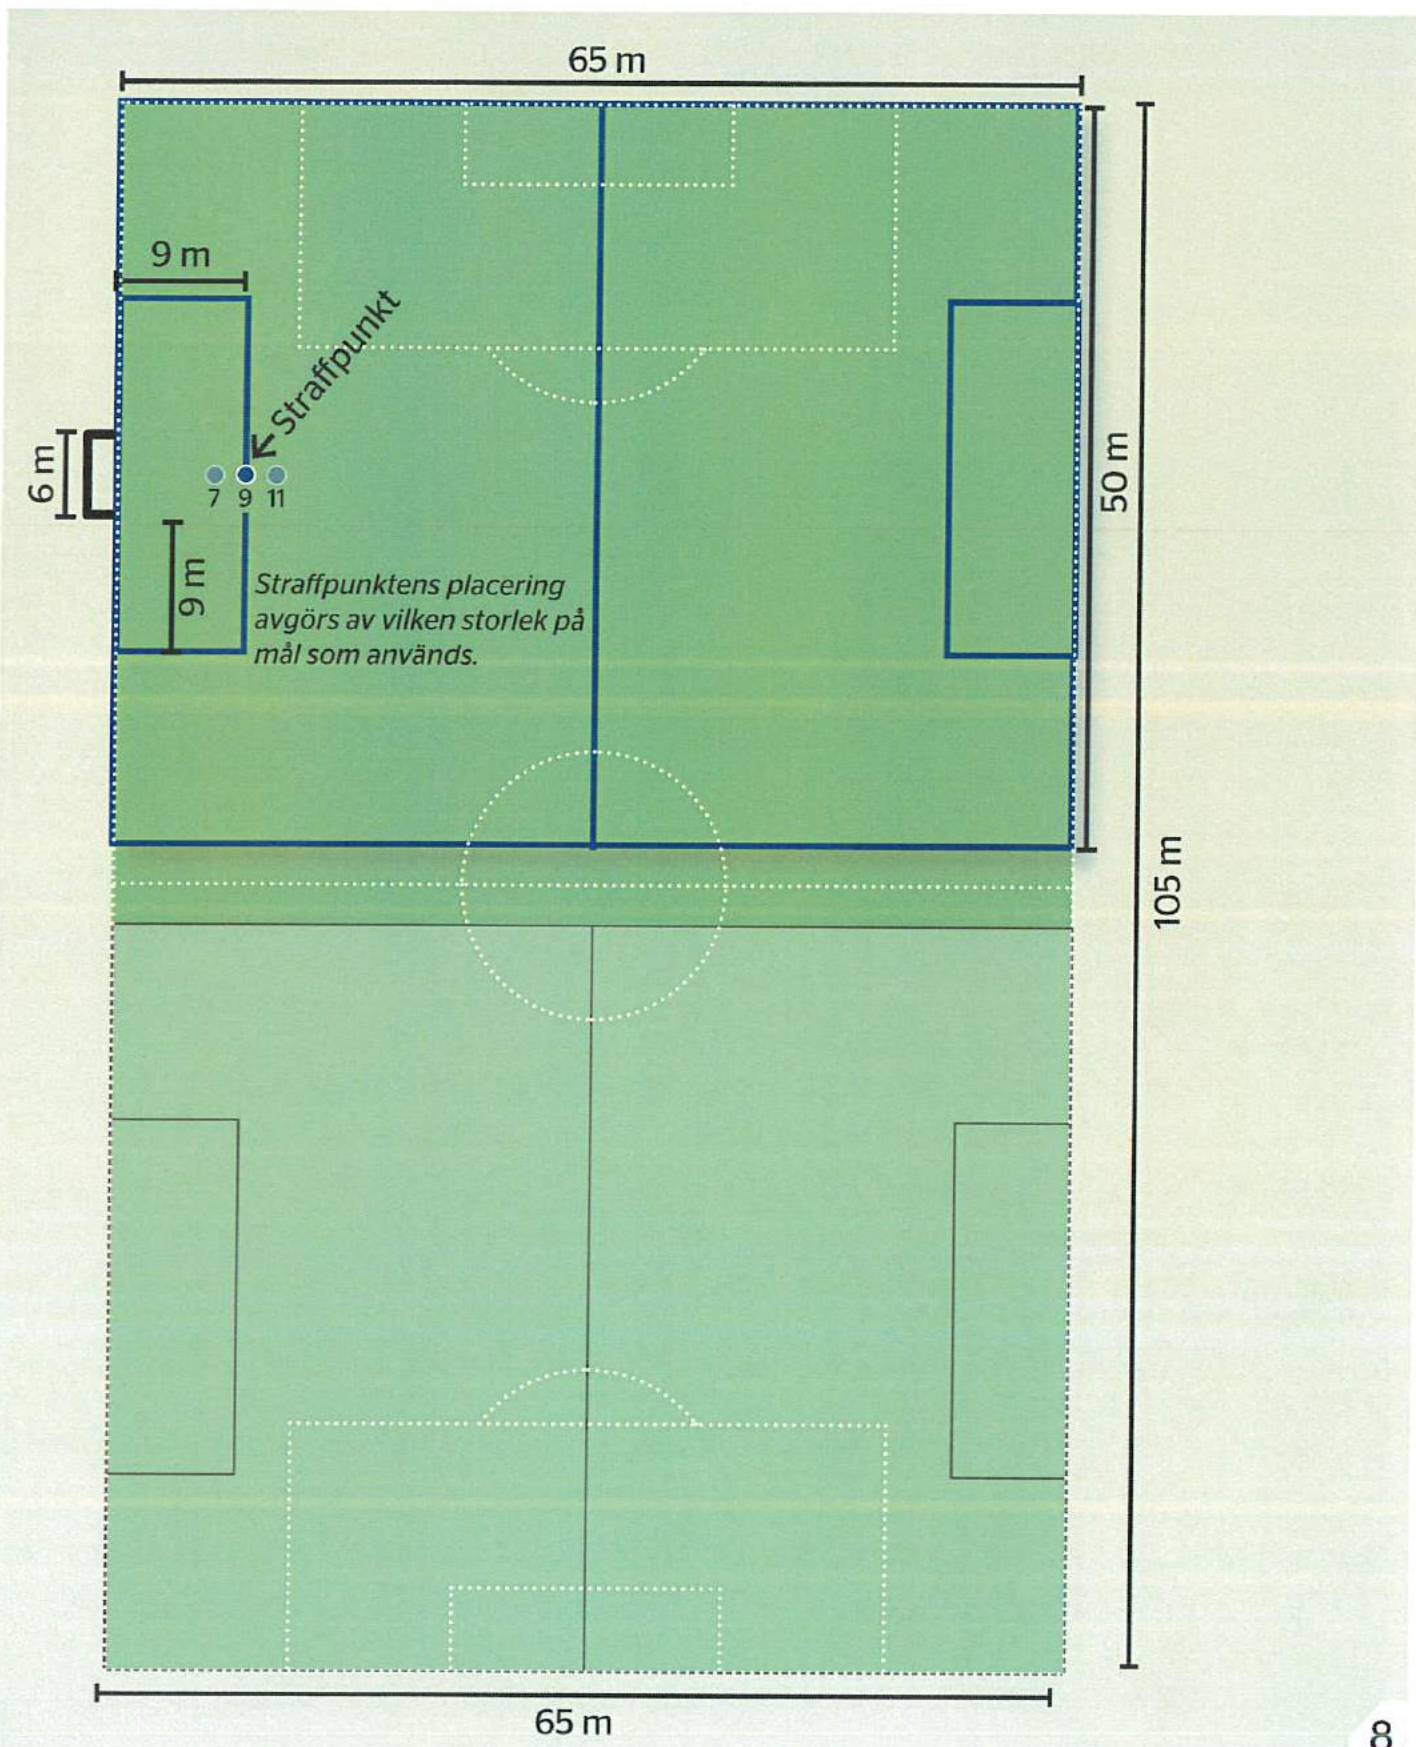 65 m
9 m
Straffpunkt
6 m
7 9 11
50 m
9 m
Straffpunktens placering
avgörs av vilken storlek på
mål som används.
105 m
65 m
8